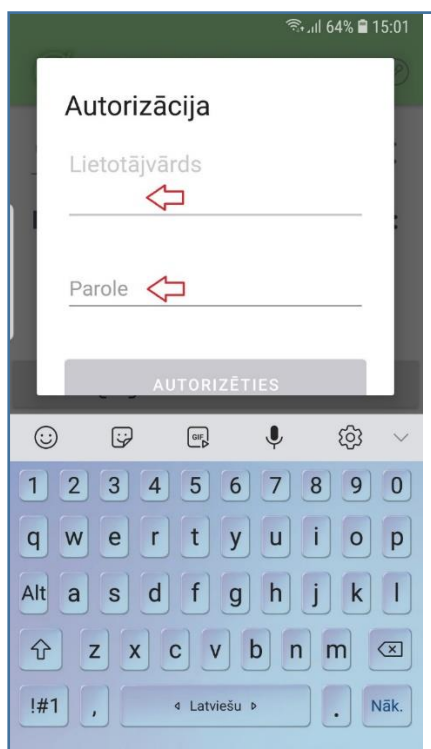 64% 15:01
Autorizācija
Lietotājvārds
Parole
AUTORIZĒTIES
GIF
1 2 3 4 5 6 7 8 9 0
q w e r t y u i o p
Alt a s d f g h j k l
z x c v b n m
!#1 , Latviešu . Nāk.